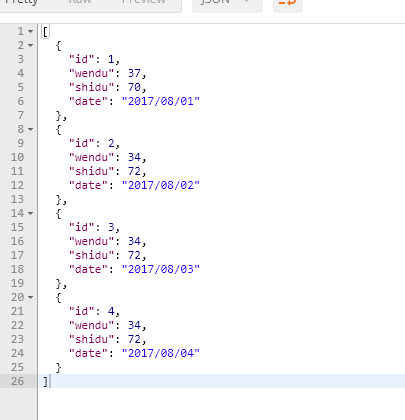 Pretty Raw Preview JSON
1 [
2 {
3 "id": 1,
4 "wendu": 37,
5 "shidu": 70,
6 "date": "2017/08/01"
7 },
8 {
9 "id": 2,
10 "wendu": 34,
11 "shidu": 72,
12 "date": "2017/08/02"
13 },
14 {
15 "id": 3,
16 "wendu": 34,
17 "shidu": 72,
18 "date": "2017/08/03"
19 },
20 {
21 "id": 4,
22 "wendu": 34,
23 "shidu": 72,
24 "date": "2017/08/04"
25 }
26 ]